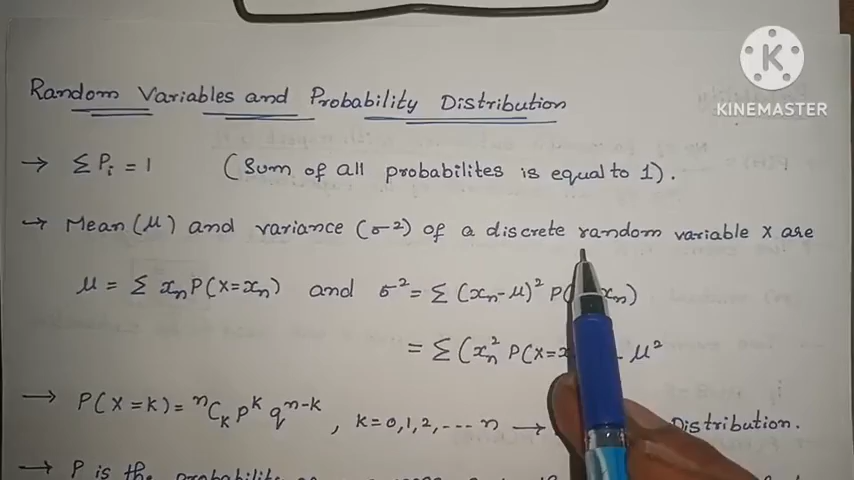 KINEMASTER
Random Variables and Probability Distribution
→ ΣPᵢ = 1 (Sum of all probabilites is equal to 1).
→ Mean (μ) and variance (σ²) of a discrete random variable x are
μ = Σ xₙP(X=xₙ) and σ² = Σ (xₙ-μ)² P( xₙ)
= Σ (xₙ² P(X=x - μ²
→ P(X=K) = ⁿCₖ pᵏ qⁿ⁻ᵏ, K=0,1,2,----n → Distribution.
→ P is the